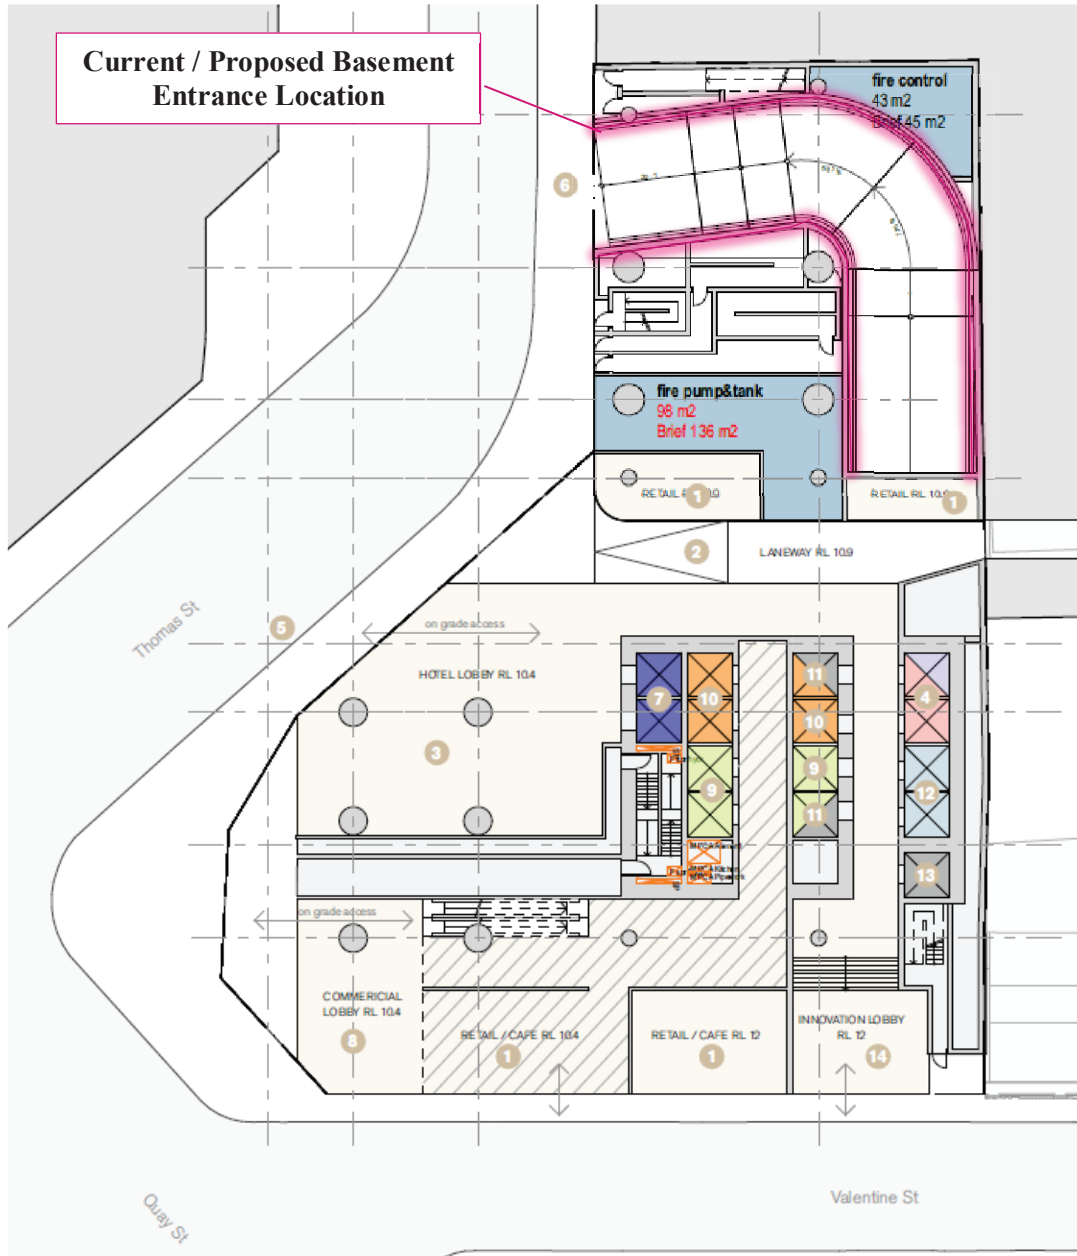 Current / Proposed Basement
Entrance Location
fire control
43 m2
Brief 45 m2
6
fire pump&tank
98 m2
Brief 136 m2
RETAIL
1
RETAIL RL 10.9
1
2
LANEWAY RL 10.9
Thomas St
5
on grade access
HOTEL LOBBY RL 10.4
3
7
10
11
10
4
9
9
11
12
13
on grade access
COMMERICIAL
LOBBY RL 10.4
8
RETAIL / CAFE RL 10.4
1
RETAIL / CAFE RL 12
1
INNOVATION LOBBY
RL 12
14
Valentine St
Quay St